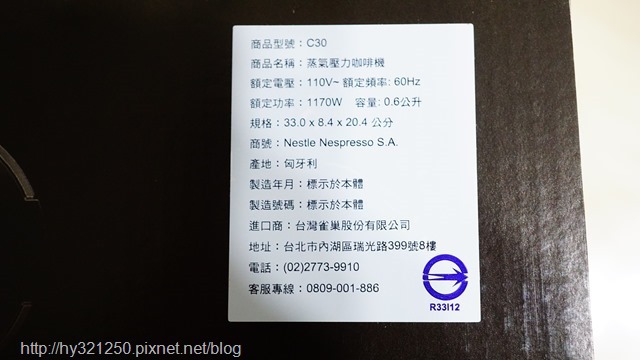 商品型號：C30
商品名稱：蒸氣壓力咖啡機
額定電壓：110V~ 額定頻率: 60Hz
額定功率：1170W 容量: 0.6公升
規格：33.0 x 8.4 x 20.4 公分
商號：Nestle Nespresso S.A.
產地：匈牙利
製造年月：標示於本體
製造號碼：標示於本體
進口商：台灣雀巢股份有限公司
地址：台北市內湖區瑞光路399號8樓
電話：(02)2773-9910
客服專線：0809-001-886
R33I12
http://hy321250.pixnet.net/blog